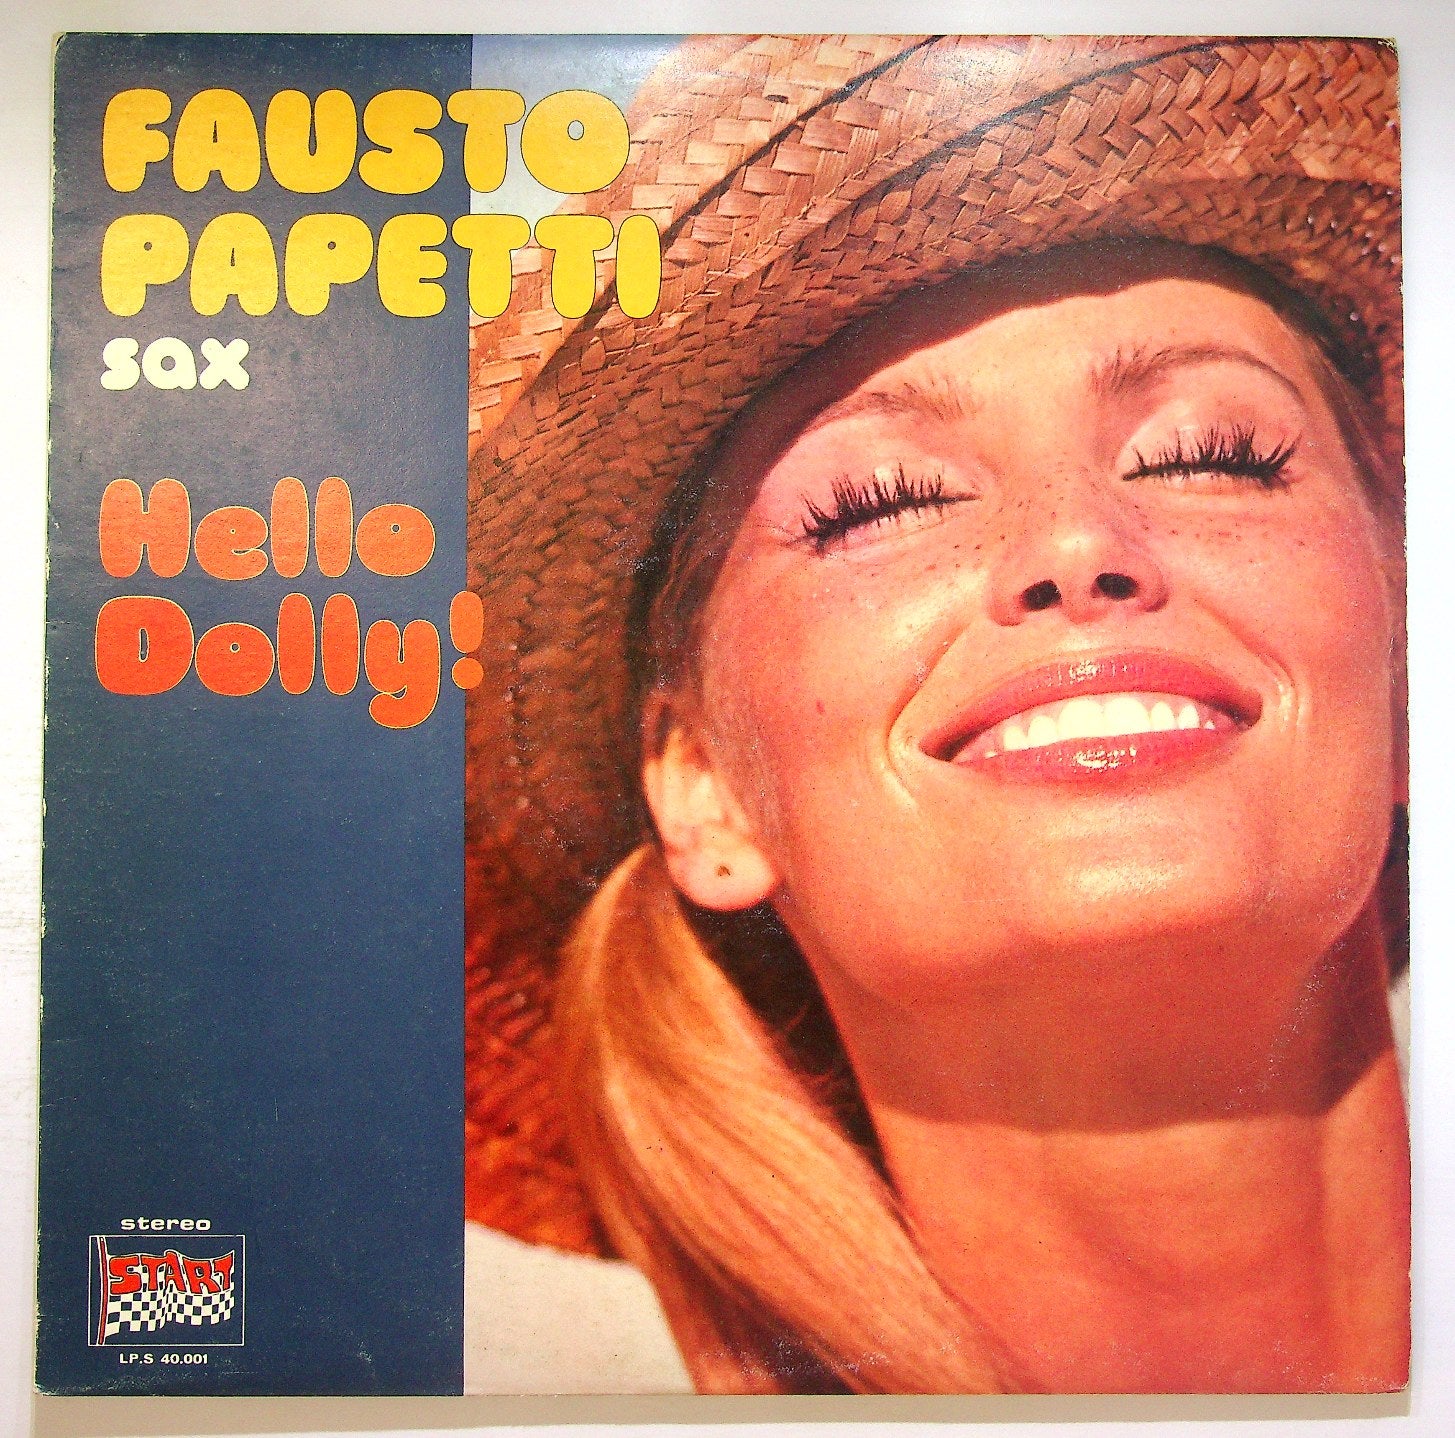 FAUSTO
PAPETTI
sax
Hello
Dolly!
stereo
START
LP.S 40.001